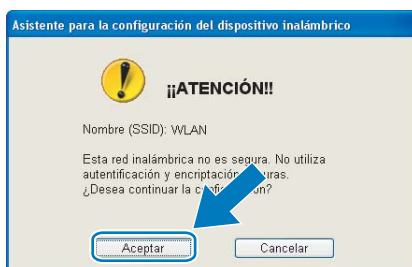 Asistente para la configuración del dispositivo inalámbrico
¡¡ATENCIÓN!!
Nombre (SSID): WLAN
Esta red inalámbrica no es segura. No utiliza
autentificación y encriptación
¿Desea continuar la
Aceptar
Cancelar